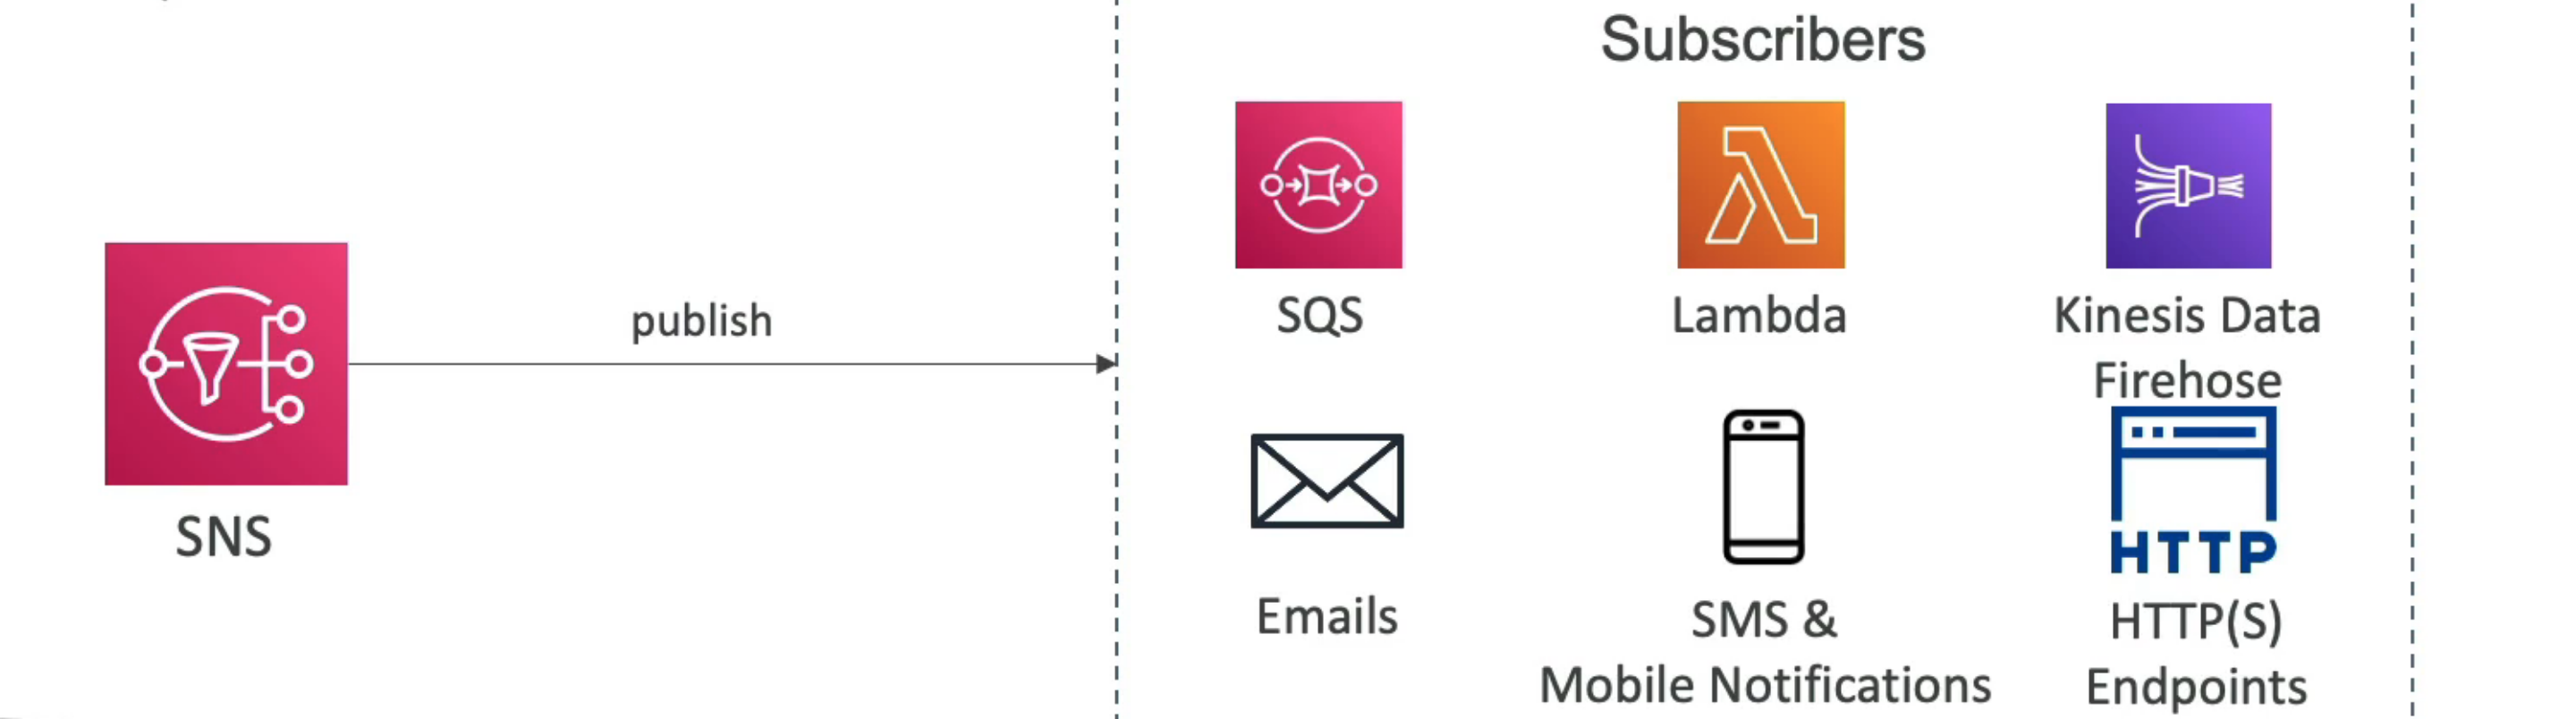 Subscribers
publish
SNS
SQS
Lambda
Kinesis Data
Firehose
HTTP
Emails
SMS &
Mobile Notifications
HTTP(S)
Endpoints